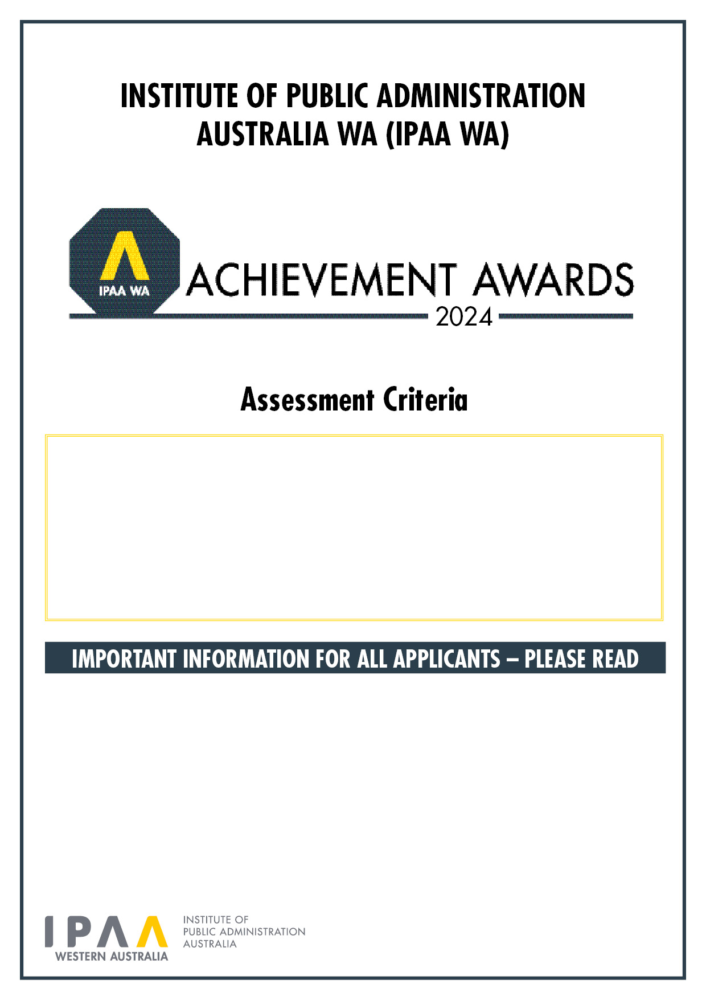 INSTITUTE OF PUBLIC ADMINISTRATION
AUSTRALIA WA (IPAA WA)
IPAA WA
ACHIEVEMENT AWARDS
2024
Assessment Criteria
IMPORTANT INFORMATION FOR ALL APPLICANTS – PLEASE READ
IPAA
WESTERN AUSTRALIA
INSTITUTE OF
PUBLIC ADMINISTRATION
AUSTRALIA